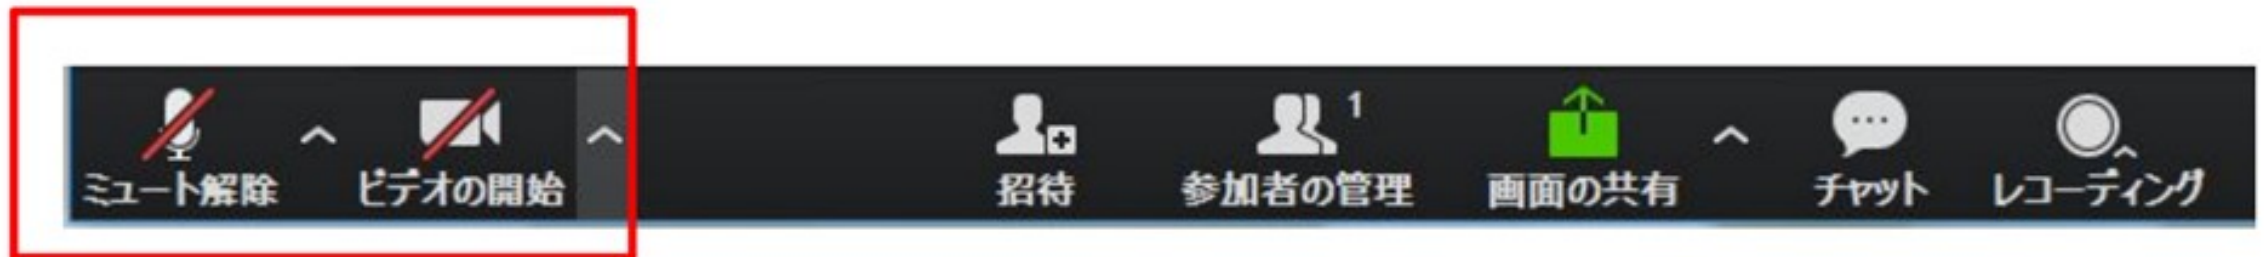 ミュート解除
ビデオの開始
招待
参加者の管理
1
画面の共有
チャット
レコーディング